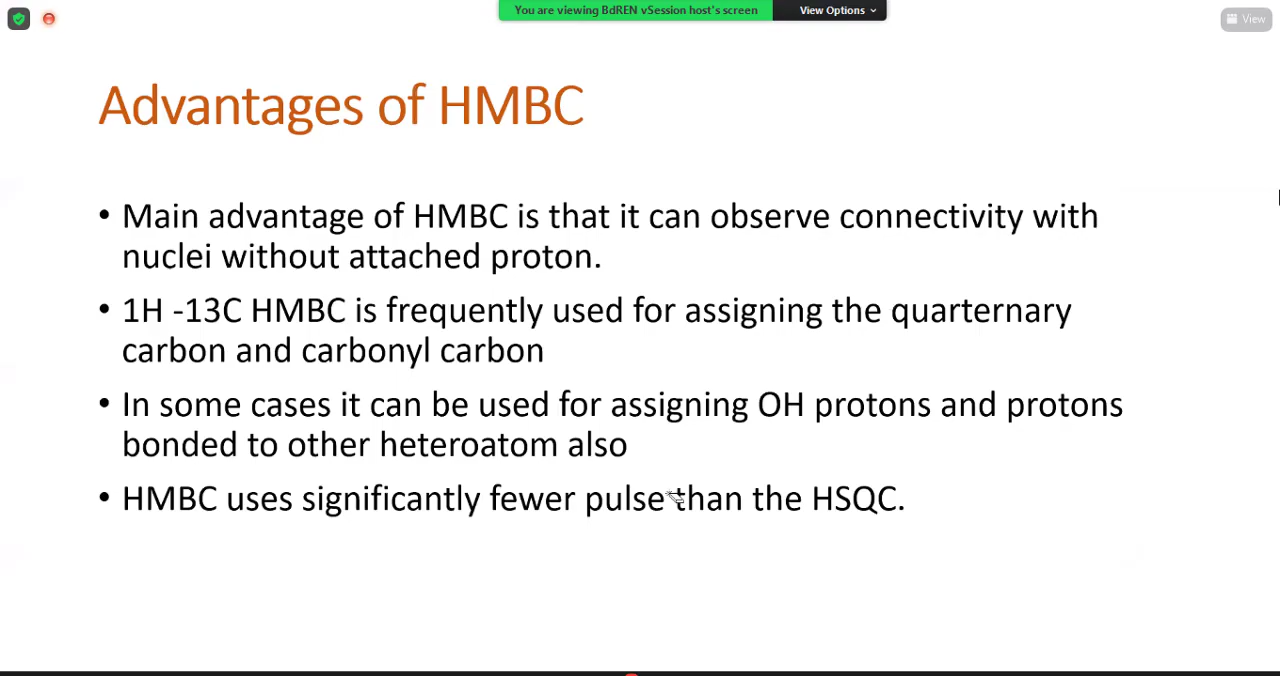 You are viewing BdREN vSession host's screen
View Options
View
Advantages of HMBC
• Main advantage of HMBC is that it can observe connectivity with
nuclei without attached proton.
• 1H -13C HMBC is frequently used for assigning the quarternary
carbon and carbonyl carbon
• In some cases it can be used for assigning OH protons and protons
bonded to other heteroatom also
• HMBC uses significantly fewer pulse than the HSQC.